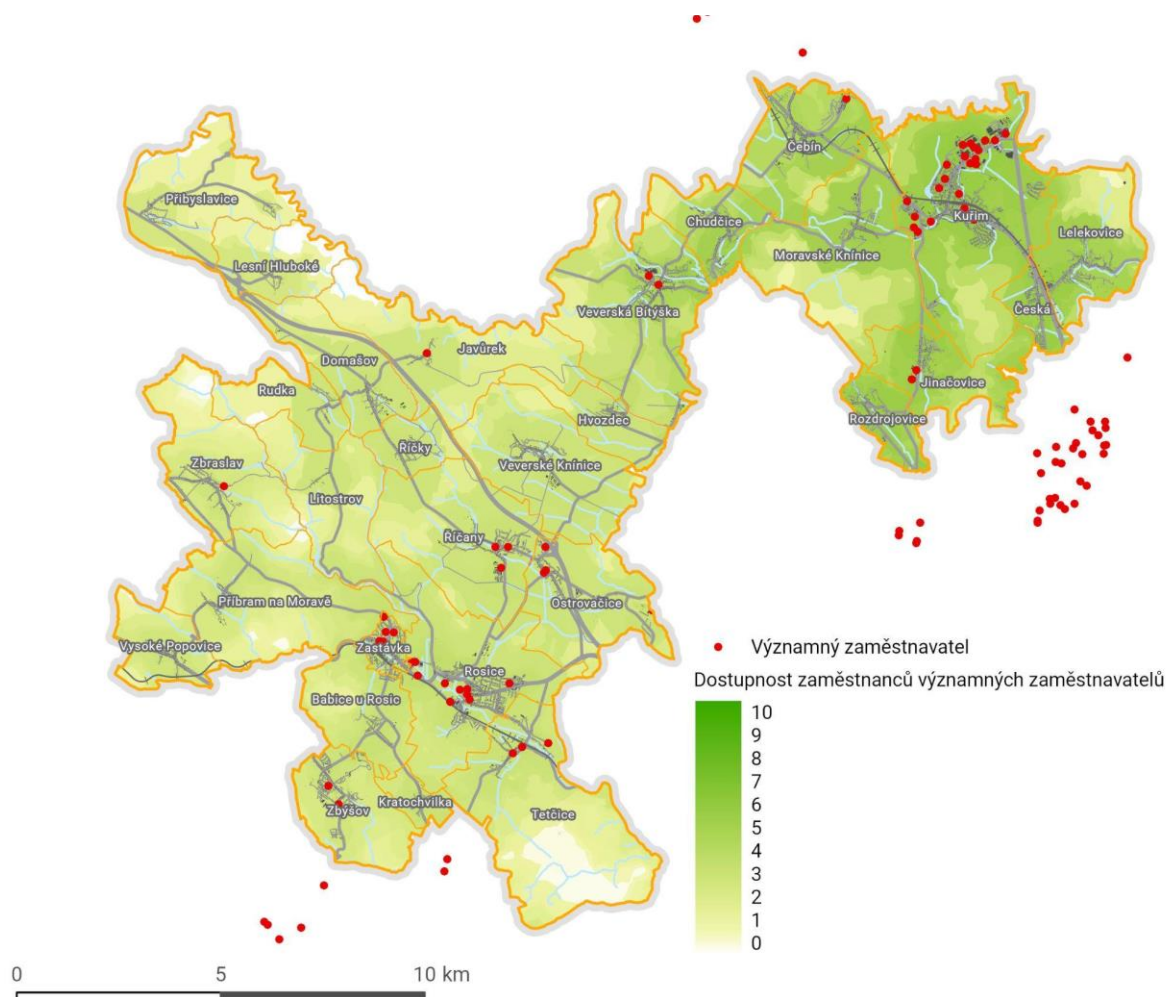 Čebín
Přibyslavice
Kuřim
Chudčice
Lelekovice
Moravské Knínice
Lesní Hluboké
Veverská Bítýška
Česká
Javůrek
Domašov
Jinačovice
Rudka
Hvozdec
Rozdrojovice
Říčky
Veverské Knínice
Zbraslav
Litostrov
Říčany
Ostrovačice
Příbram na Moravě
Vysoké Popovice
Zastávka
Významný zaměstnavatel
Rosice
Dostupnost zaměstnanců významných zaměstnavatelů
Babice u Rosic
10
9
8
7
6
5
4
3
2
1
0
Kratochvilka
Zbýšov
Tetčice
0 5 10 km